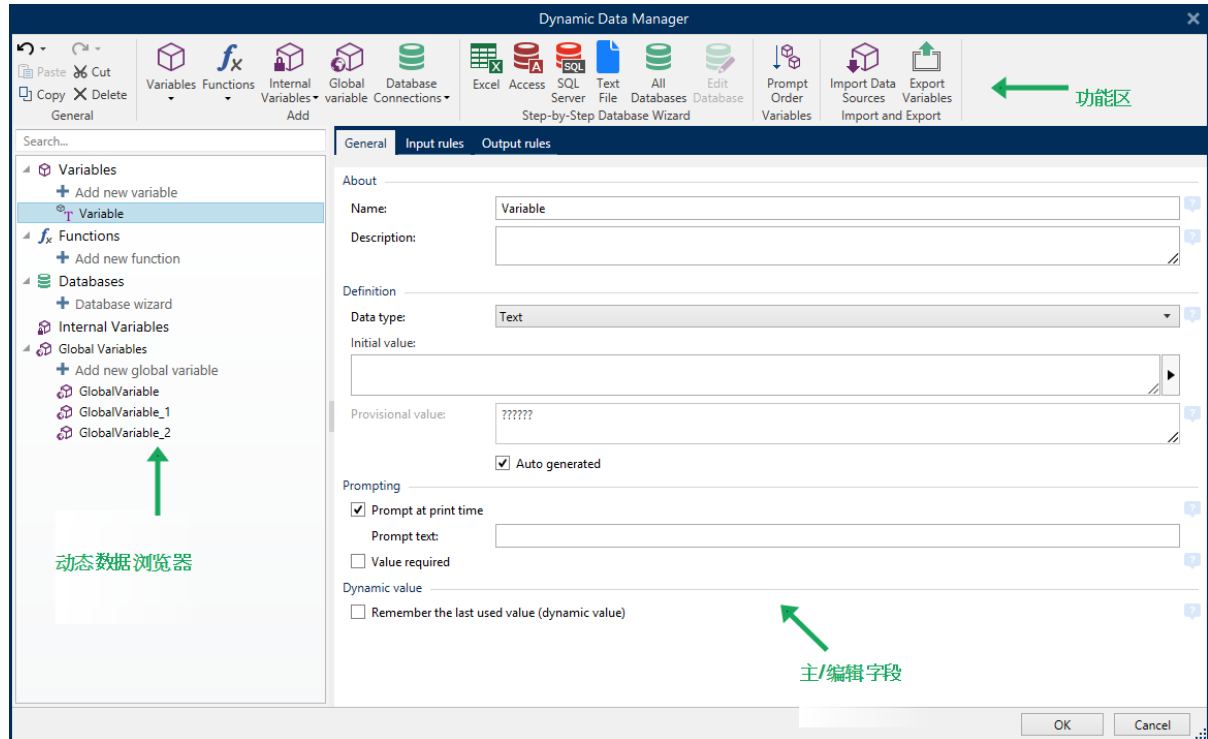 Dynamic Data Manager
Paste Cut
Copy Delete
General
Variables Functions Internal Variables Global variable Database Connections
Add
Excel Access SQL Server Text File All Databases Edit Database
Step-by-Step Database Wizard
Prompt Order
Variables
Import Data Sources Export Variables
Import and Export
功能区
Search...
Variables
Add new variable
Variable
Functions
Add new function
Databases
Database wizard
Internal Variables
Global Variables
Add new global variable
GlobalVariable
GlobalVariable_1
GlobalVariable_2
动态数据浏览器
General Input rules Output rules
About
Name: Variable
Description:
Definition
Data type: Text
Initial value:
Provisional value: ??????
Auto generated
Prompting
Prompt at print time
Prompt text:
Value required
Dynamic value
Remember the last used value (dynamic value)
主/编辑字段
OK Cancel